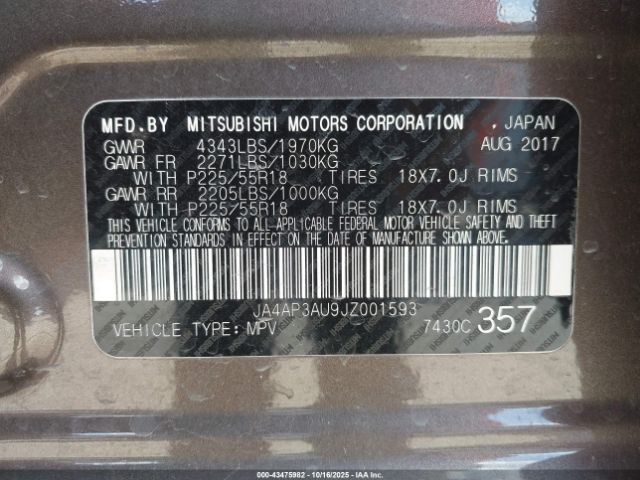 MFD.BY MITSUBISHI MOTORS CORPORATION , JAPAN
GVWR 4343LBS/1970KG AUG 2017
GAWR FR 2271LBS/1030KG
WITH P225/55R18 TIRES 18X7.0J RIMS
GAWR RR 2205LBS/1000KG
WITH P225/55R18 TIRES 18X7.0J RIMS
THIS VEHICLE CONFORMS TO ALL APPLICABLE FEDERAL MOTOR VEHICLE SAFETY AND THEFT
PREVENTION STANDARDS IN EFFECT ON THE DATE OF MANUFACTURE SHOWN ABOVE.
JA4AP3AU9JZ001593
VEHICLE TYPE: MPV 7430C 357
000-43475982 | 10/16/2025 | © IAA, INC. ALL RIGHTS RESERVED.